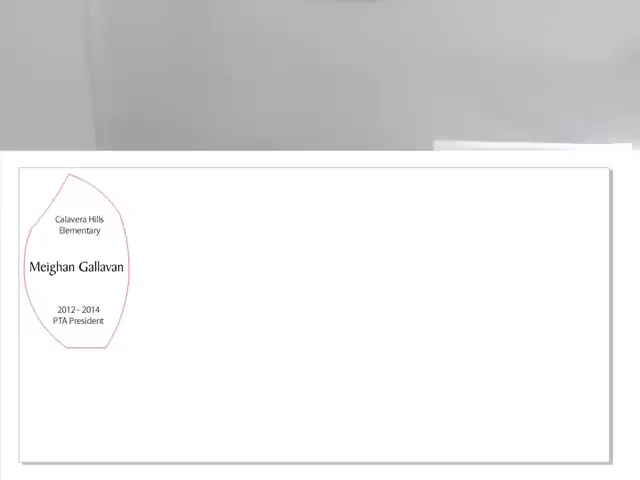 Calavera Hills
Elementary
Meighan Gallavan
2012 - 2014
PTA President